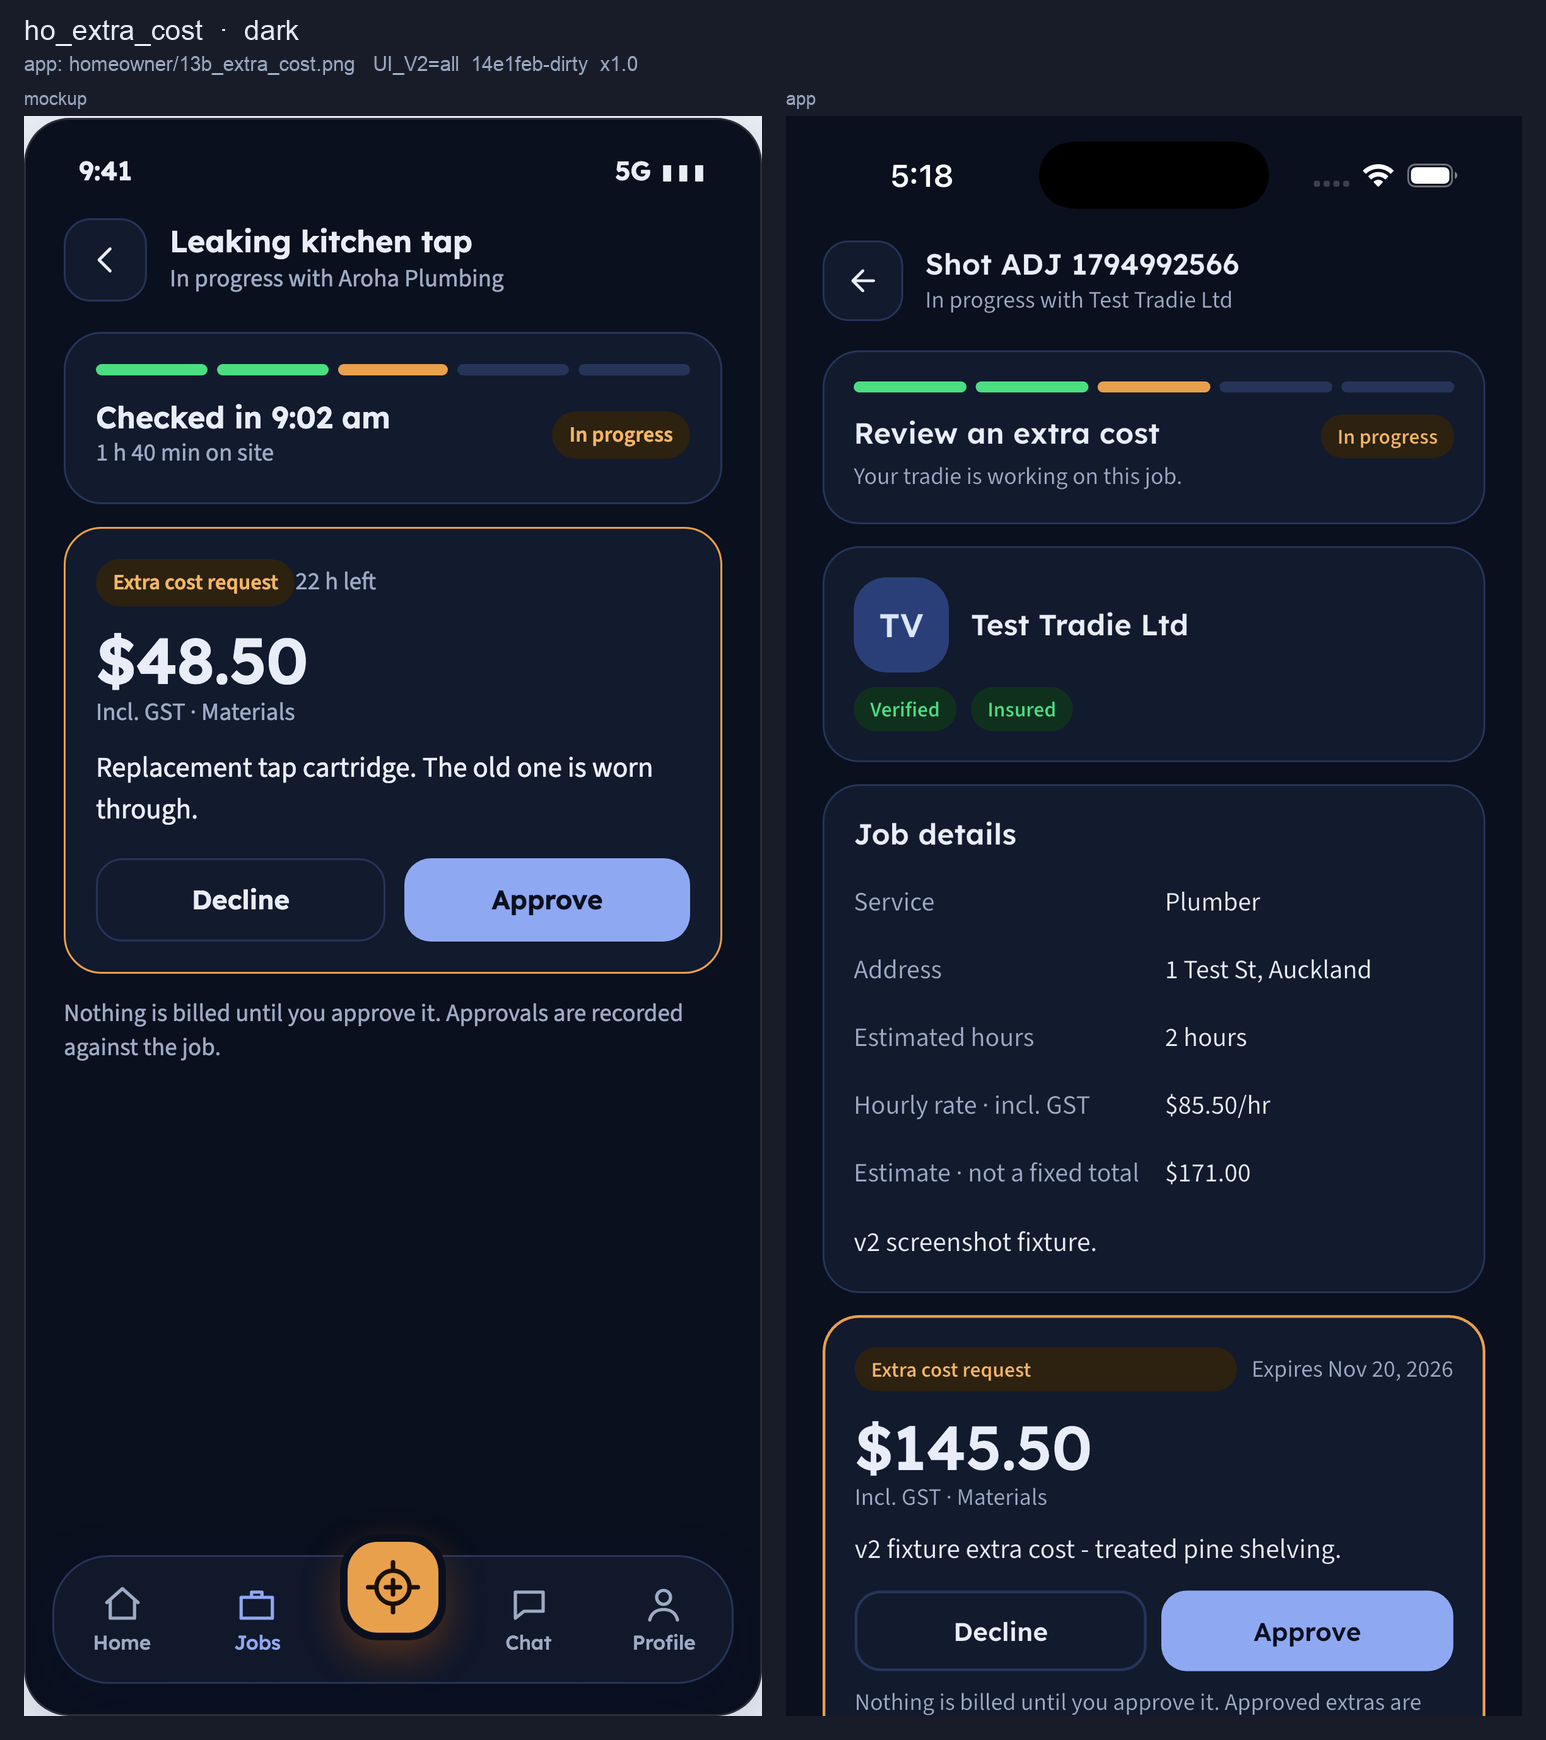 ho_extra_cost · dark
app: homeowner/13b_extra_cost.png UI_V2=all 14e1feb-dirty x1.0
mockup
9:41
5G
Leaking kitchen tap
In progress with Aroha Plumbing
Checked in 9:02 am
1 h 40 min on site
In progress
Extra cost request
22 h left
$48.50
Incl. GST · Materials
Replacement tap cartridge. The old one is worn
through.
Decline
Approve
Nothing is billed until you approve it. Approvals are recorded
against the job.
Home
Jobs
Chat
Profile
app
5:18
Shot ADJ 1794992566
In progress with Test Tradie Ltd
Review an extra cost
In progress
Your tradie is working on this job.
TV
Test Tradie Ltd
Verified
Insured
Job details
Service Plumber
Address 1 Test St, Auckland
Estimated hours 2 hours
Hourly rate · incl. GST $85.50/hr
Estimate · not a fixed total $171.00
v2 screenshot fixture.
Extra cost request
Expires Nov 20, 2026
$145.50
Incl. GST · Materials
v2 fixture extra cost - treated pine shelving.
Decline
Approve
Nothing is billed until you approve it. Approved extras are